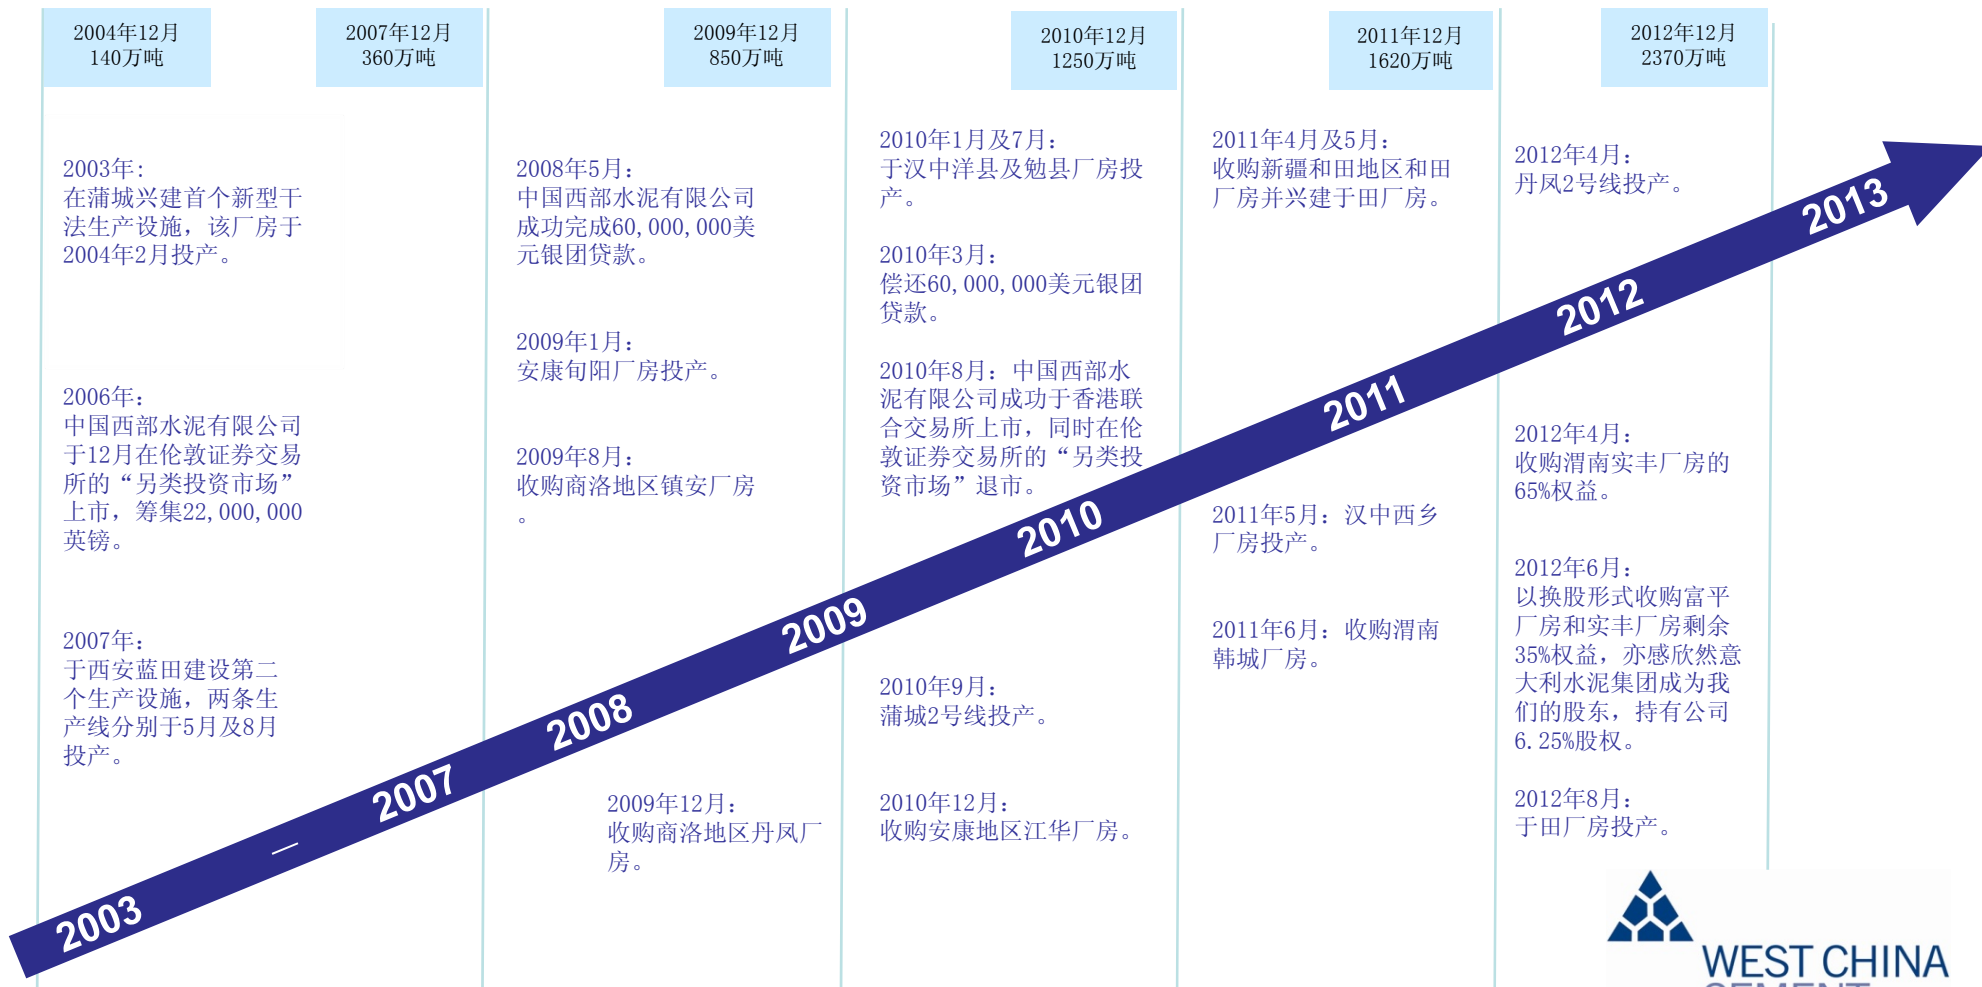 2004年12月
140万吨
2007年12月
360万吨
2009年12月
850万吨
2010年12月
1250万吨
2011年12月
1620万吨
2012年12月
2370万吨
2003年:
在蒲城兴建首个新型干
法生产设施，该厂房于
2004年2月投产。
2006年：
中国西部水泥有限公司
于12月在伦敦证券交易
所的“另类投资市场”
上市，筹集22,000,000
英镑。
2007年：
于西安蓝田建设第二
个生产设施，两条生
产线分别于5月及8月
投产。
2008年5月：
中国西部水泥有限公司
成功完成60,000,000美
元银团贷款。
2009年1月：
安康旬阳厂房投产。
2009年8月：
收购商洛地区镇安厂房
。
2009年12月：
收购商洛地区丹凤厂
房。
2010年1月及7月：
于汉中洋县及勉县厂房投
产。
2010年3月：
偿还60,000,000美元银团
贷款。
2010年8月：中国西部水
泥有限公司成功于香港联
合交易所上市，同时在伦
敦证券交易所的“另类投
资市场”退市。
2010年9月：
蒲城2号线投产。
2010年12月：
收购安康地区江华厂房。
2011年4月及5月：
收购新疆和田地区和田
厂房并兴建于田厂房。
2011年5月：汉中西乡
厂房投产。
2011年6月：收购渭南
韩城厂房。
2012年4月：
丹凤2号线投产。
2012年4月：
收购渭南实丰厂房的
65%权益。
2012年6月：
以换股形式收购富平
厂房和实丰厂房剩余
35%权益，亦感欣然意
大利水泥集团成为我
们的股东，持有公司
6.25%股权。
2012年8月：
于田厂房投产。
2003 — 2007 2008 2009 2010 2011 2012 2013
WEST CHINA
CEMENT